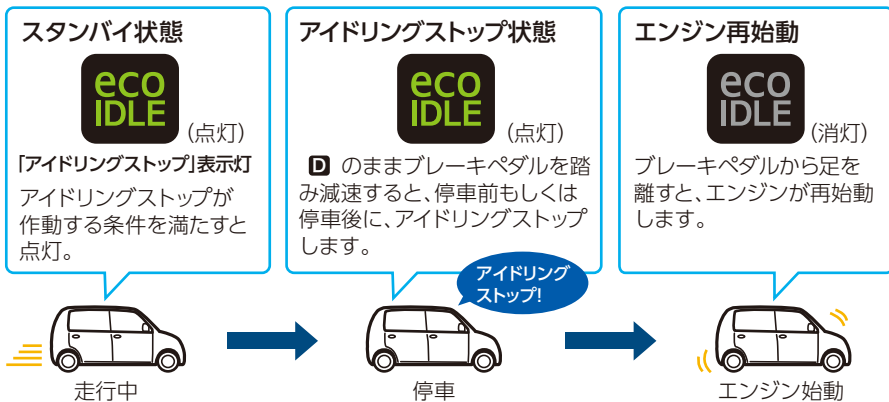 スタンバイ状態
eco
IDLE
(点灯)
「アイドリングストップ」表示灯
アイドリングストップが
作動する条件を満たすと
点灯。
走行中
アイドリングストップ状態
eco
IDLE
(点灯)
D のままブレーキペダルを踏
み減速すると、停車前もしくは
停車後に、アイドリングストップ
します。
アイドリング
ストップ!
停車
エンジン再始動
eco
IDLE
(消灯)
ブレーキペダルから足を
離すと、エンジンが再始動
します。
エンジン始動